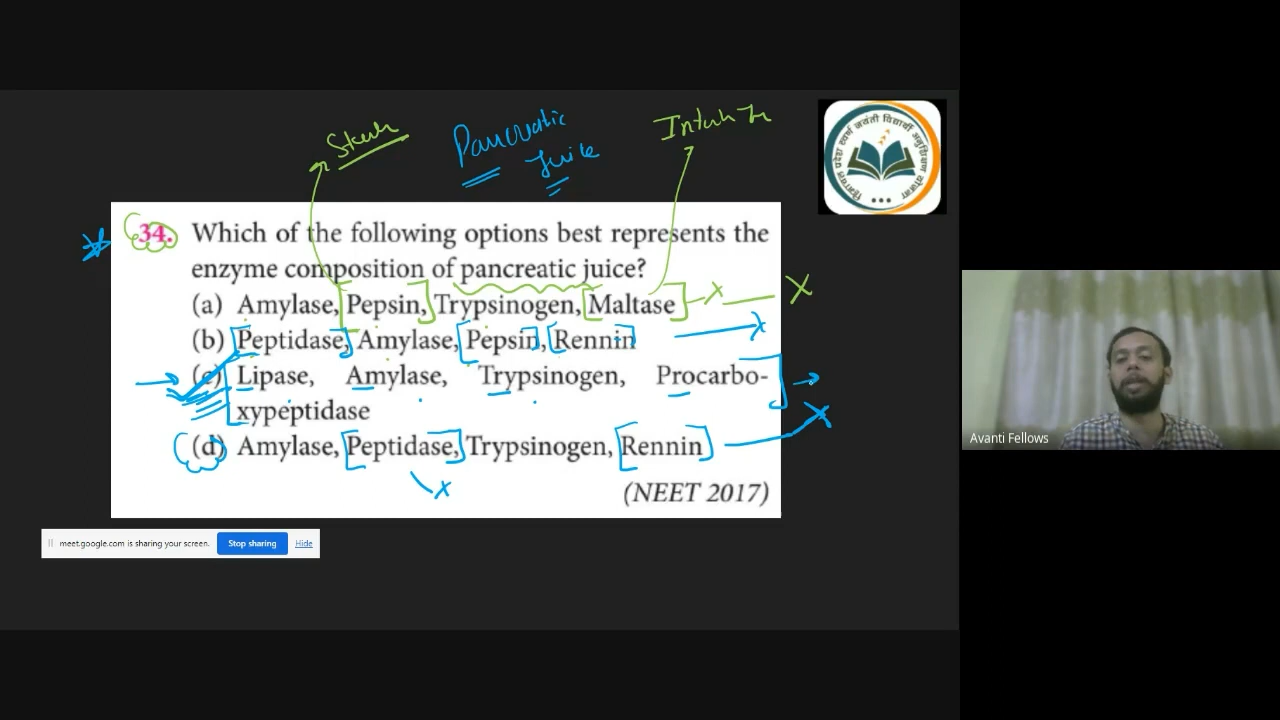 Pancreatic
Juice
34. Which of the following options best represents the
enzyme composition of pancreatic juice?
(a) Amylase, Pepsin, Trypsinogen, Maltase
(b) Peptidase, Amylase, Pepsin, Rennin
(c) Lipase, Amylase, Trypsinogen, Procarbo-
xypeptidase
(d) Amylase, Peptidase, Trypsinogen, Rennin
(NEET 2017)
Avanti Fellows
meet.google.com is sharing your screen. Stop sharing Hide